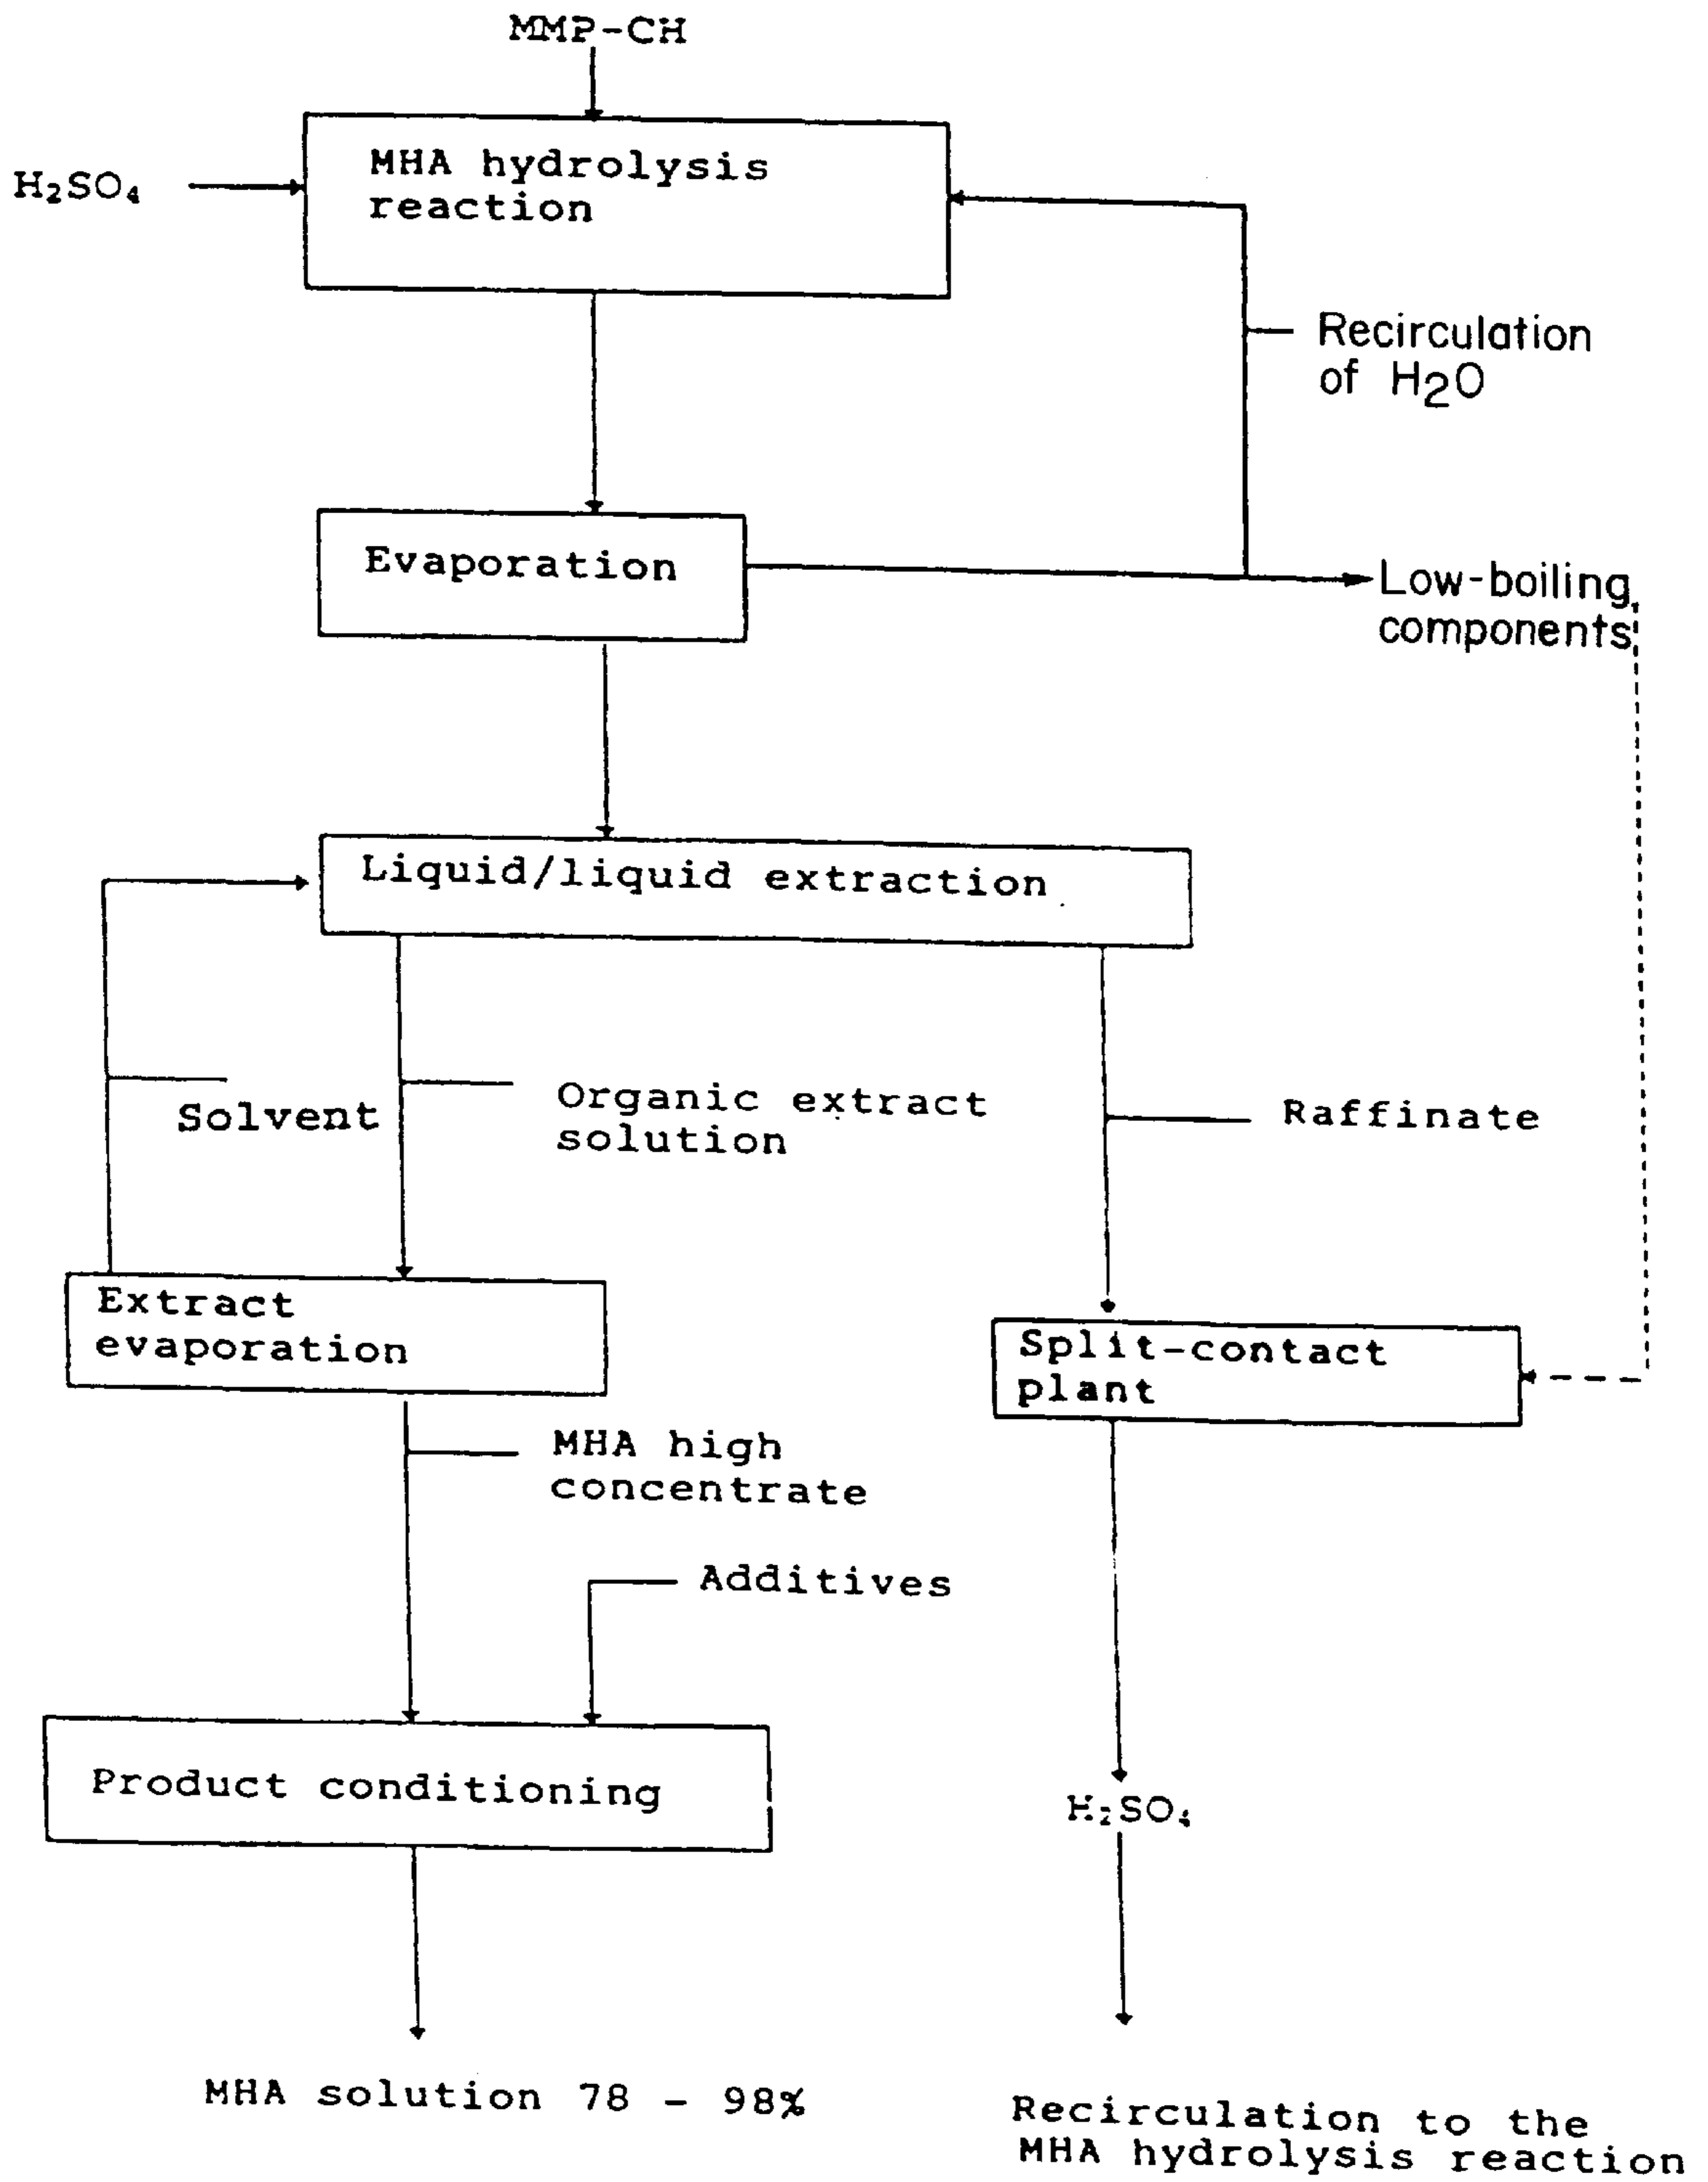 MMP-CH
H₂SO₄
MHA hydrolysis
reaction
Recirculation
of H₂O
Evaporation
Low-boiling
components
Liquid/liquid extraction
Solvent
Organic extract
solution
Raffinate
Extract
evaporation
Split-contact
plant
MHA high
concentrate
Additives
Product conditioning
H₂SO₄
MHA solution 78 - 98%
Recirculation to the
MHA hydrolysis reaction